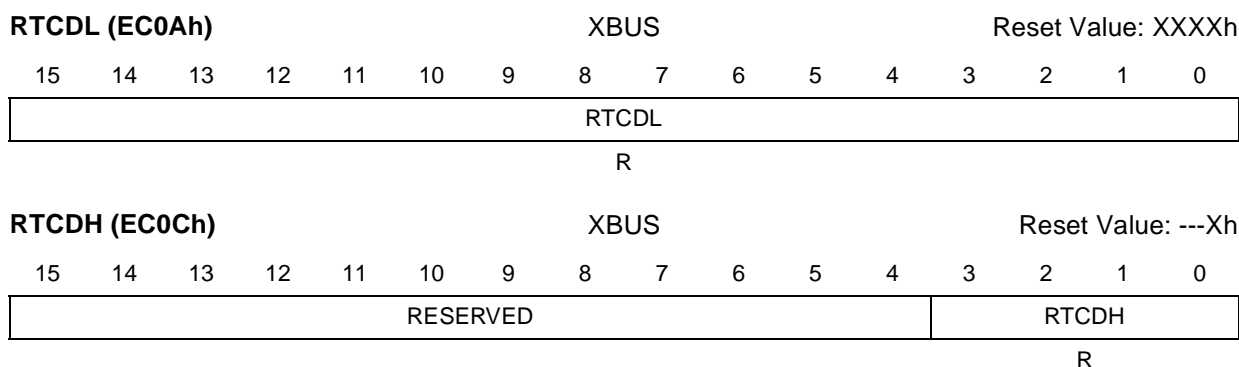 RTCDL (EC0Ah) XBUS Reset Value: XXXXh
15 14 13 12 11 10 9 8 7 6 5 4 3 2 1 0
RTCDL
R
RTCDH (EC0Ch) XBUS Reset Value: ---Xh
15 14 13 12 11 10 9 8 7 6 5 4 3 2 1 0
RESERVED RTCDH
R